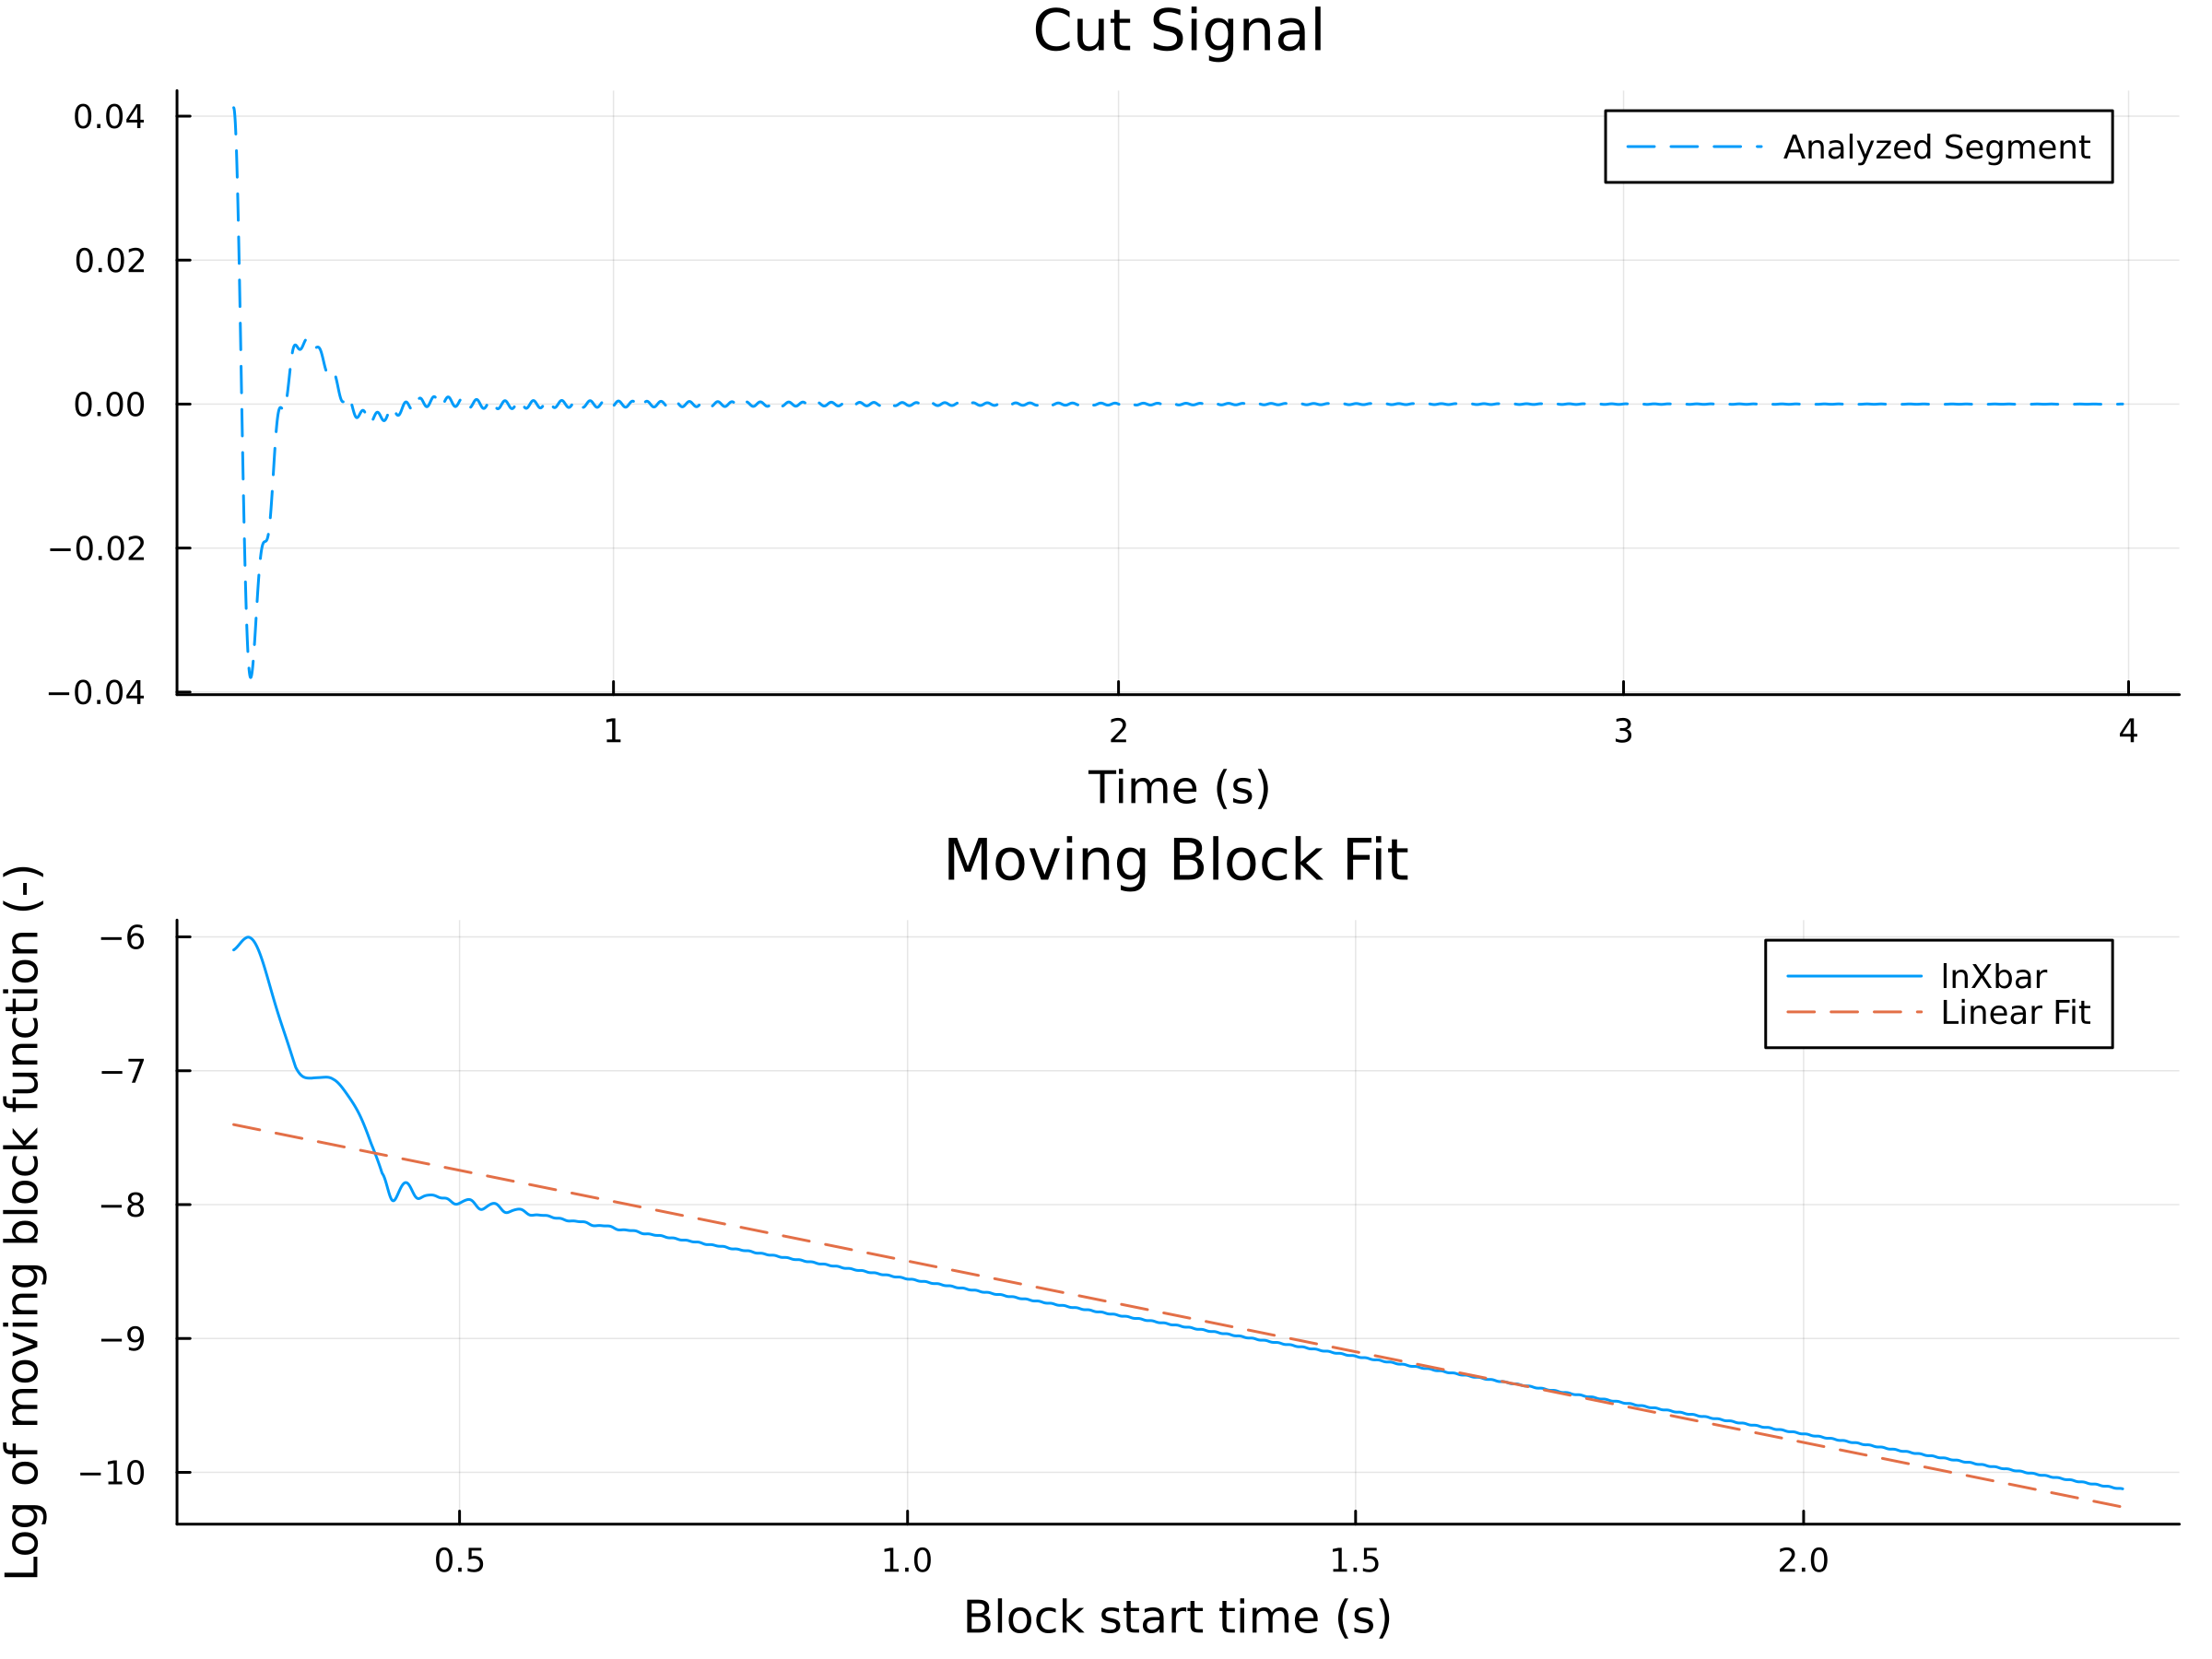 Cut Signal
Analyzed Segment
0.04
0.02
0.00
−0.02
−0.04
1 2 3 4
Time (s)
Moving Block Fit
Log of moving block function (-)
lnXbar
Linear Fit
−6
−7
−8
−9
−10
0.5 1.0 1.5 2.0
Block start time (s)